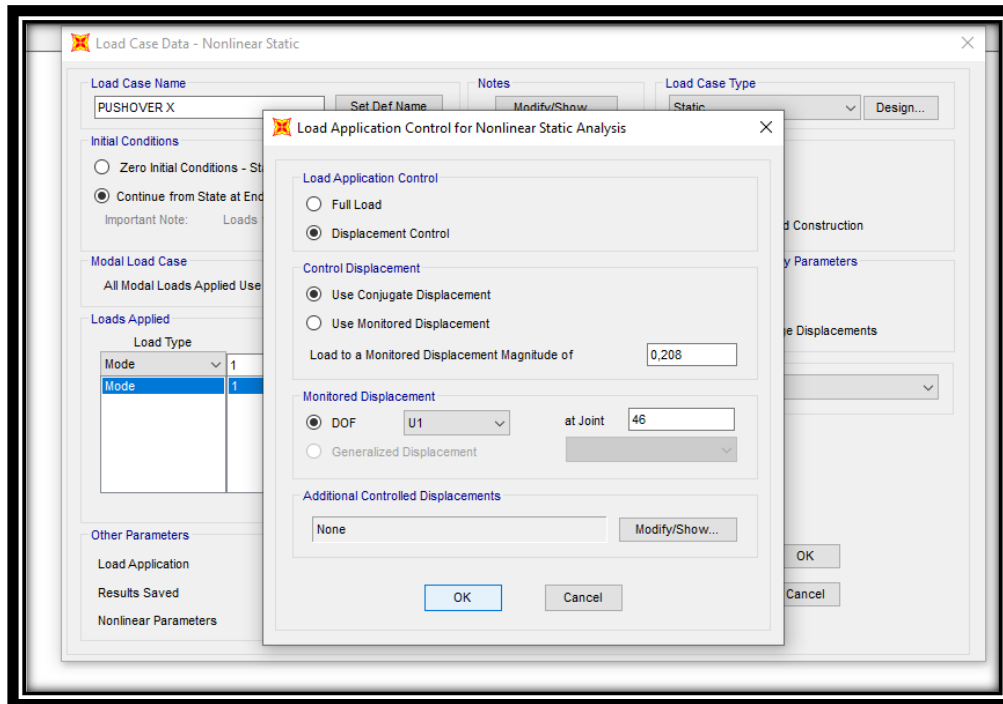 Load Case Data - Nonlinear Static
Load Case Name
PUSHOVER X
Set Def Name
Notes
Modify/Show...
Load Case Type
Static
Design...
Initial Conditions
Zero Initial Conditions - St
Continue from State at End
Important Note: Loads
Modal Load Case
All Modal Loads Applied Use
Loads Applied
Load Type
Mode 1
Mode 1
Other Parameters
Load Application
Results Saved
Nonlinear Parameters
d Construction
y Parameters
ge Displacements
OK
Cancel
Load Application Control for Nonlinear Static Analysis
Load Application Control
Full Load
Displacement Control
Control Displacement
Use Conjugate Displacement
Use Monitored Displacement
Load to a Monitored Displacement Magnitude of 0,208
Monitored Displacement
DOF U1 at Joint 46
Generalized Displacement
Additional Controlled Displacements
None Modify/Show...
OK Cancel